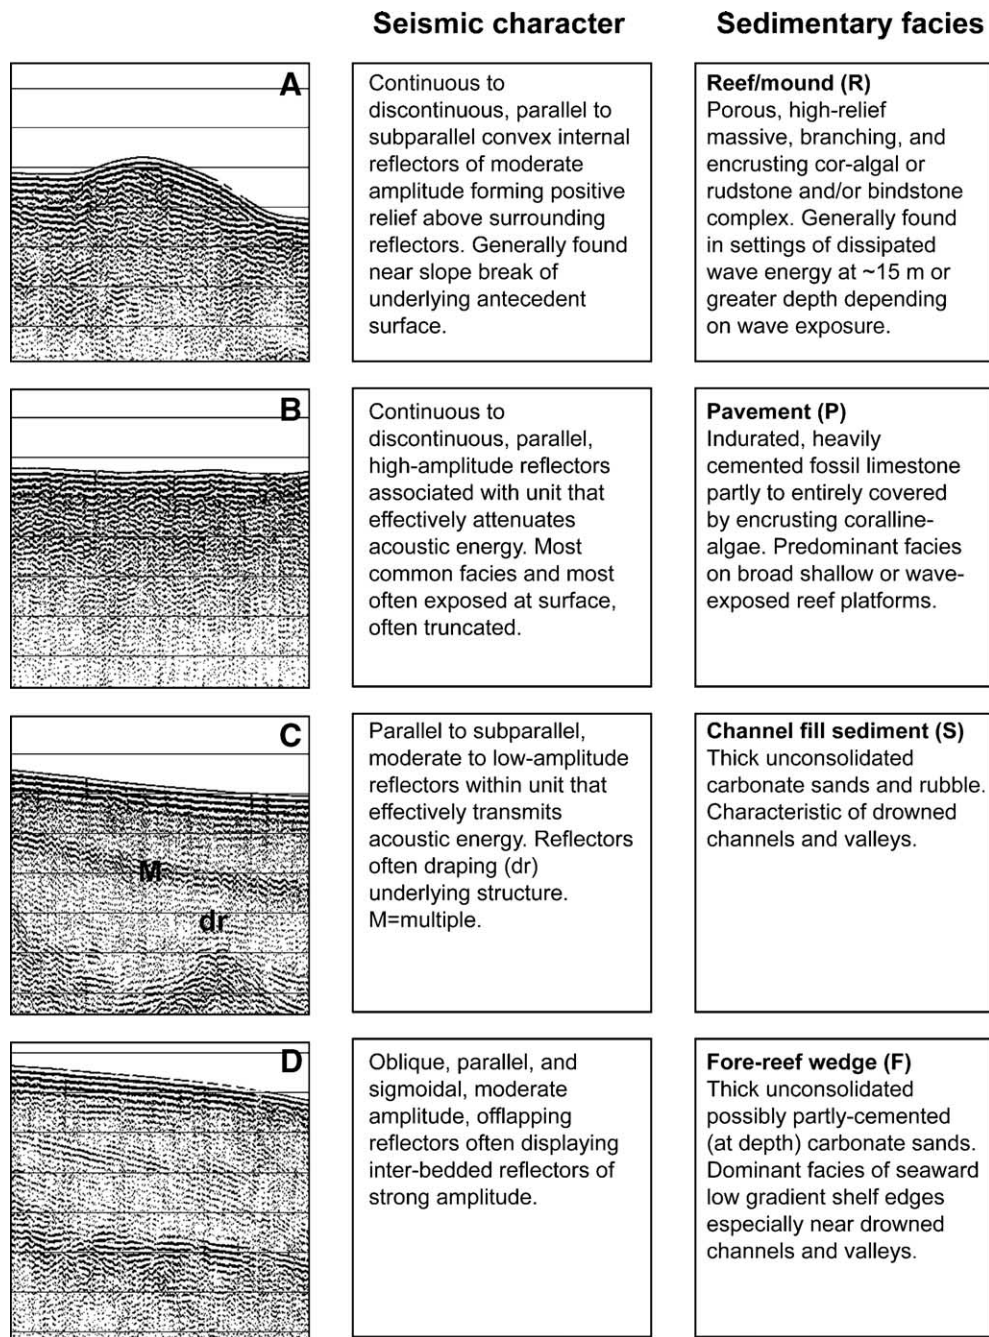 Seismic character
Sedimentary facies
A
Continuous to
discontinuous, parallel to
subparallel convex internal
reflectors of moderate
amplitude forming positive
relief above surrounding
reflectors. Generally found
near slope break of
underlying antecedent
surface.
Reef/mound (R)
Porous, high-relief
massive, branching, and
encrusting cor-algal or
rudstone and/or bindstone
complex. Generally found
in settings of dissipated
wave energy at ~15 m or
greater depth depending
on wave exposure.
B
Continuous to
discontinuous, parallel,
high-amplitude reflectors
associated with unit that
effectively attenuates
acoustic energy. Most
common facies and most
often exposed at surface,
often truncated.
Pavement (P)
Indurated, heavily
cemented fossil limestone
partly to entirely covered
by encrusting coralline-
algae. Predominant facies
on broad shallow or wave-
exposed reef platforms.
C
M
dr
Parallel to subparallel,
moderate to low-amplitude
reflectors within unit that
effectively transmits
acoustic energy. Reflectors
often draping (dr)
underlying structure.
M=multiple.
Channel fill sediment (S)
Thick unconsolidated
carbonate sands and rubble.
Characteristic of drowned
channels and valleys.
D
Oblique, parallel, and
sigmoidal, moderate
amplitude, offlapping
reflectors often displaying
inter-bedded reflectors of
strong amplitude.
Fore-reef wedge (F)
Thick unconsolidated
possibly partly-cemented
(at depth) carbonate sands.
Dominant facies of seaward
low gradient shelf edges
especially near drowned
channels and valleys.